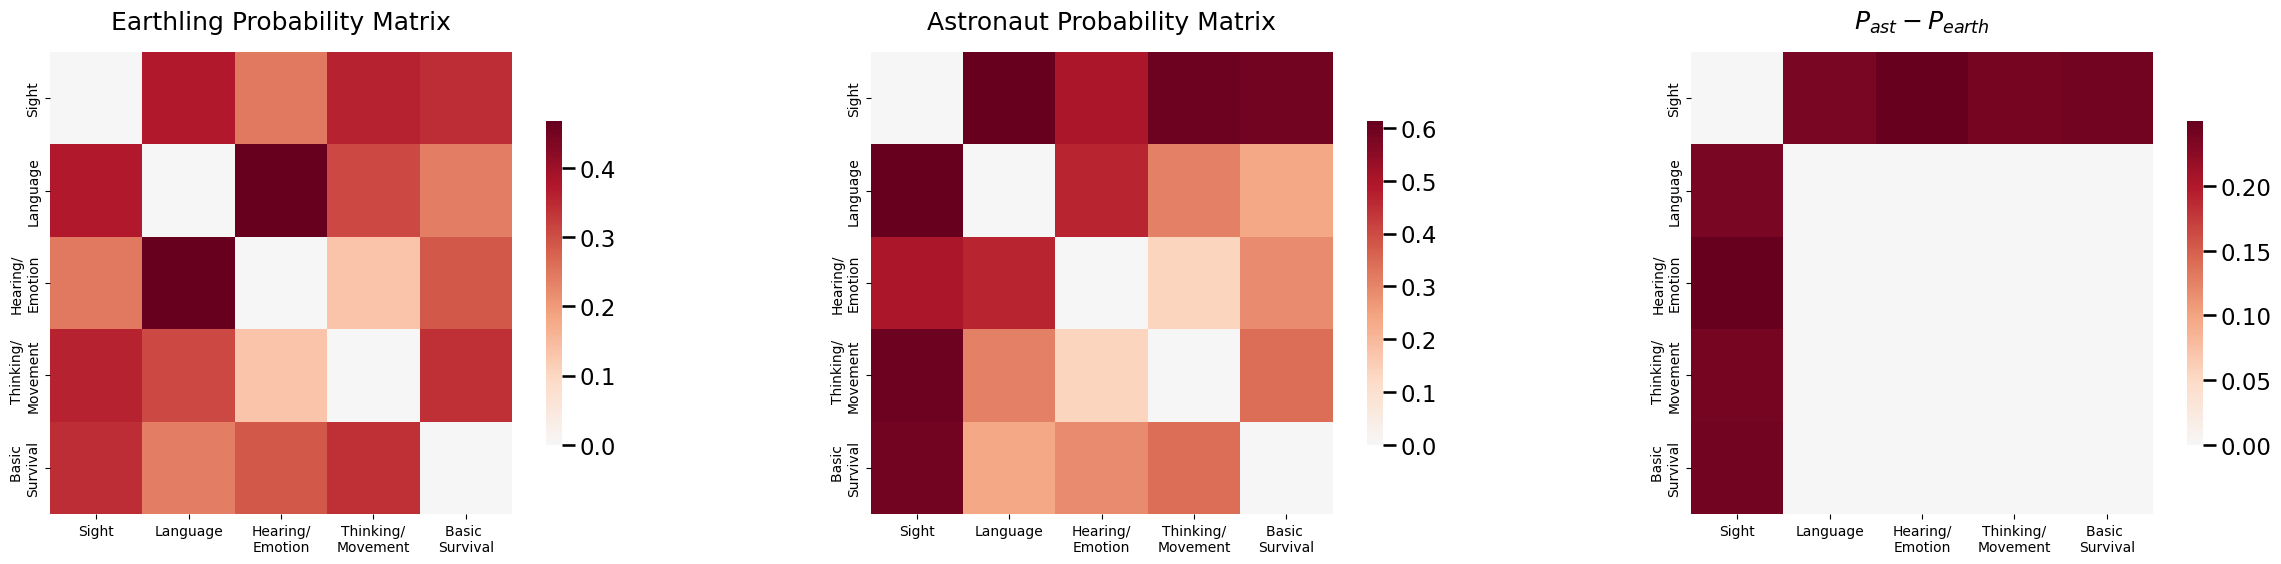 Earthling Probability Matrix
Sight
Language
Hearing/
Emotion
Thinking/
Movement
Basic
Survival
Sight
Language
Hearing/
Emotion
Thinking/
Movement
Basic
Survival
0.4
0.3
0.2
0.1
0.0
Astronaut Probability Matrix
Sight
Language
Hearing/
Emotion
Thinking/
Movement
Basic
Survival
Sight
Language
Hearing/
Emotion
Thinking/
Movement
Basic
Survival
0.6
0.5
0.4
0.3
0.2
0.1
0.0
P_{ast} − P_{earth}
Sight
Language
Hearing/
Emotion
Thinking/
Movement
Basic
Survival
Sight
Language
Hearing/
Emotion
Thinking/
Movement
Basic
Survival
0.20
0.15
0.10
0.05
0.00